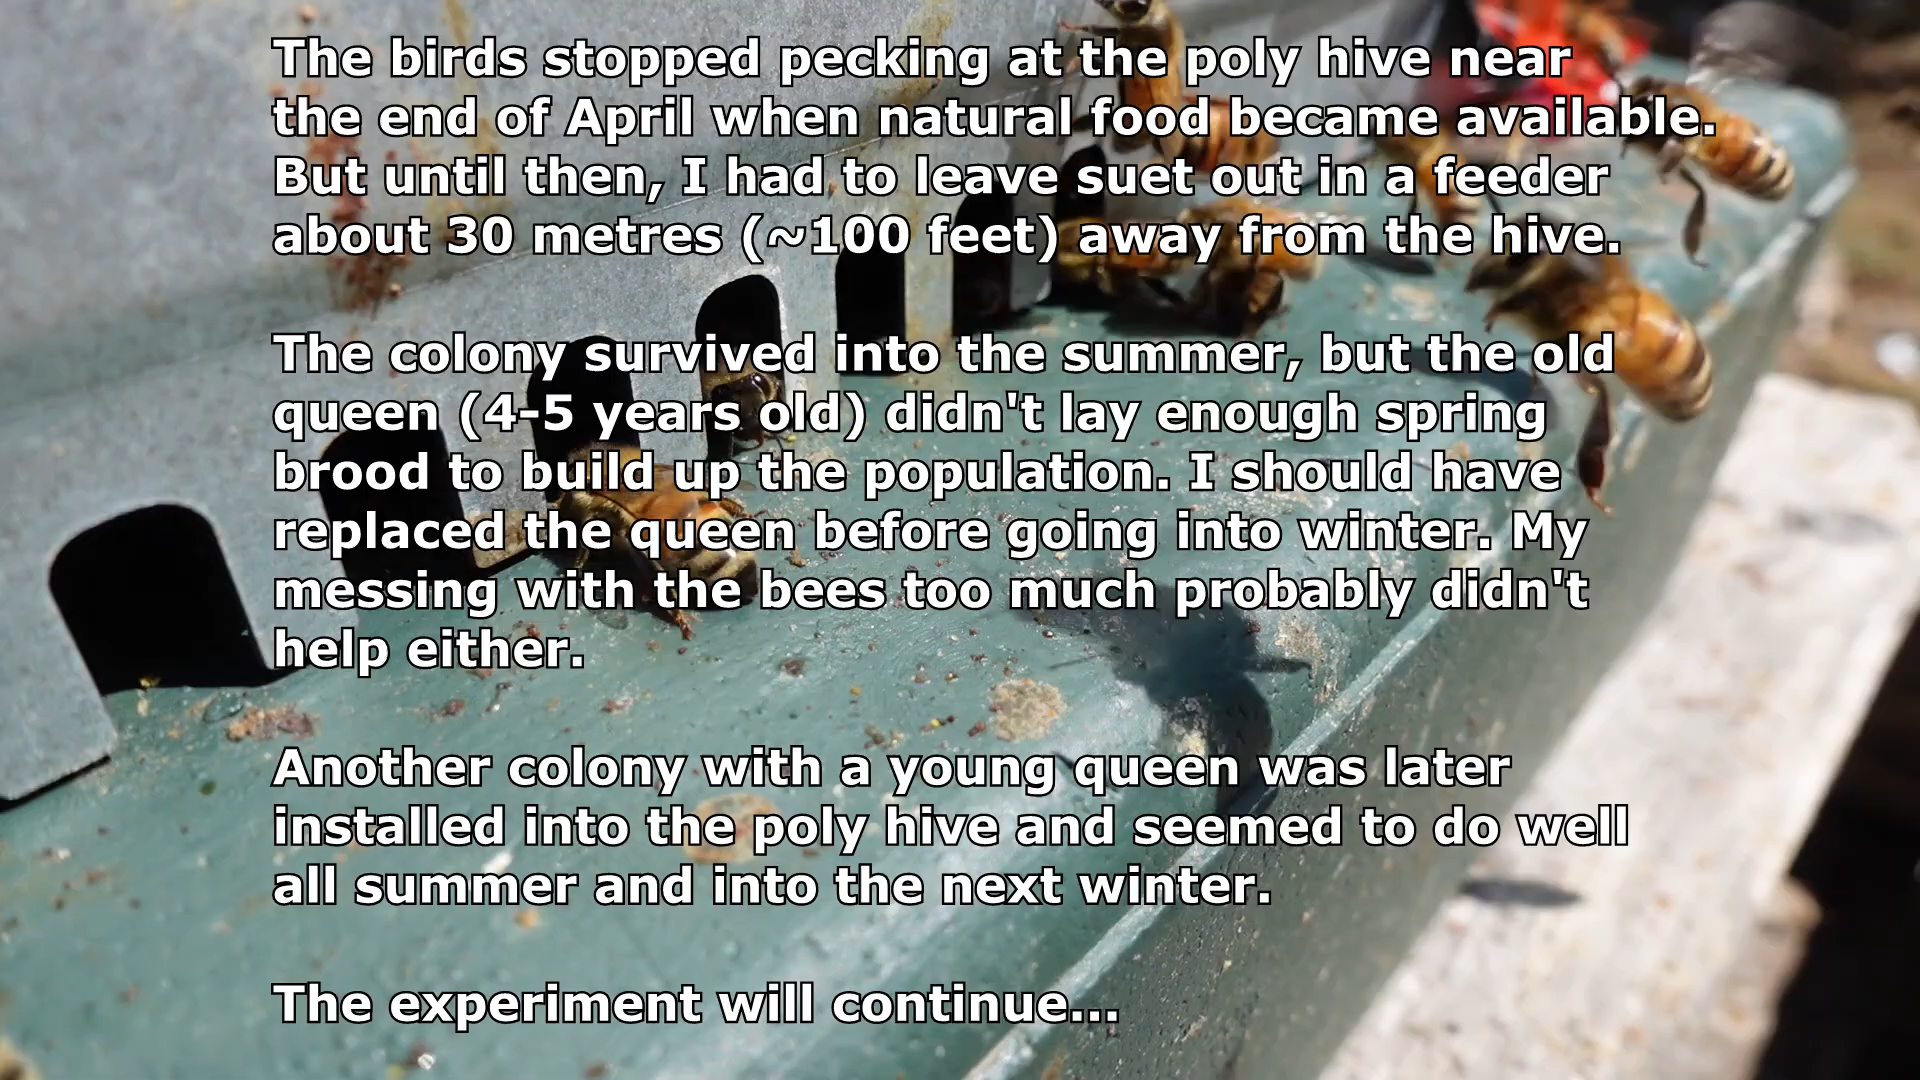 The birds stopped pecking at the poly hive near
the end of April when natural food became available.
But until then, I had to leave suet out in a feeder
about 30 metres (~100 feet) away from the hive.
The colony survived into the summer, but the old
queen (4-5 years old) didn't lay enough spring
brood to build up the population. I should have
replaced the queen before going into winter. My
messing with the bees too much probably didn't
help either.
Another colony with a young queen was later
installed into the poly hive and seemed to do well
all summer and into the next winter.
The experiment will continue...